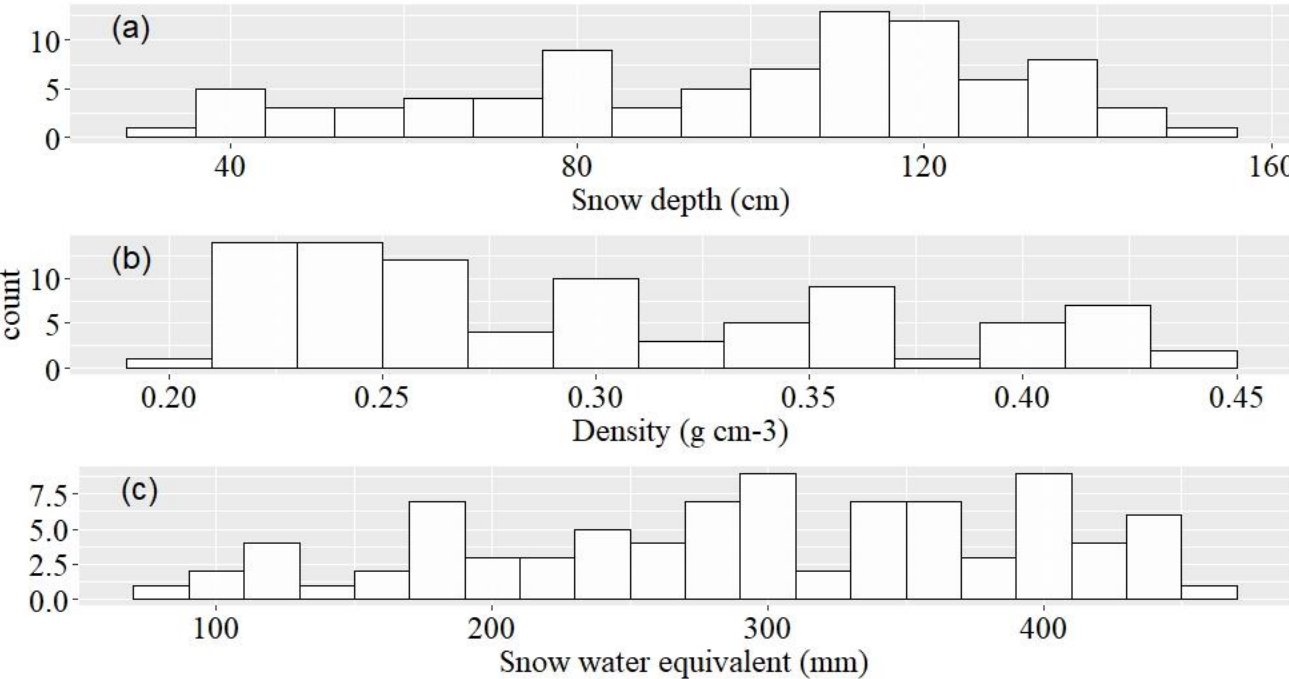 (a)
10
5
0
40 80 120 160
Snow depth (cm)
(b)
count
10
5
0
0.20 0.25 0.30 0.35 0.40 0.45
Density (g cm-3)
(c)
7.5
5.0
2.5
0.0
100 200 300 400
Snow water equivalent (mm)